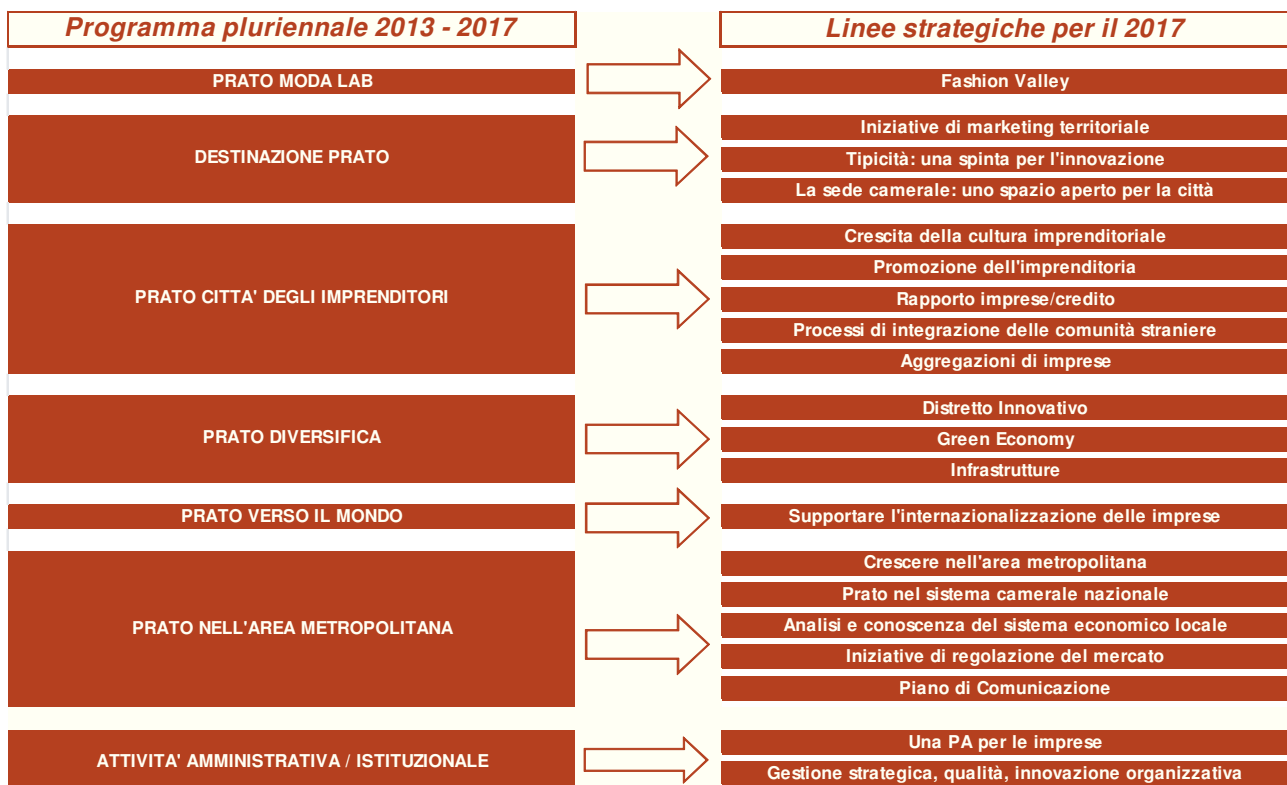 Programma pluriennale 2013 - 2017
Linee strategiche per il 2017
PRATO MODA LAB
Fashion Valley
DESTINAZIONE PRATO
Iniziative di marketing territoriale
Tipicità: una spinta per l'innovazione
La sede camerale: uno spazio aperto per la città
PRATO CITTA' DEGLI IMPRENDITORI
Crescita della cultura imprenditoriale
Promozione dell'imprenditoria
Rapporto imprese/credito
Processi di integrazione delle comunità straniere
Aggregazioni di imprese
PRATO DIVERSIFICA
Distretto Innovativo
Green Economy
Infrastrutture
PRATO VERSO IL MONDO
Supportare l'internazionalizzazione delle imprese
PRATO NELL'AREA METROPOLITANA
Crescere nell'area metropolitana
Prato nel sistema camerale nazionale
Analisi e conoscenza del sistema economico locale
Iniziative di regolazione del mercato
Piano di Comunicazione
ATTIVITA' AMMINISTRATIVA / ISTITUZIONALE
Una PA per le imprese
Gestione strategica, qualità, innovazione organizzativa